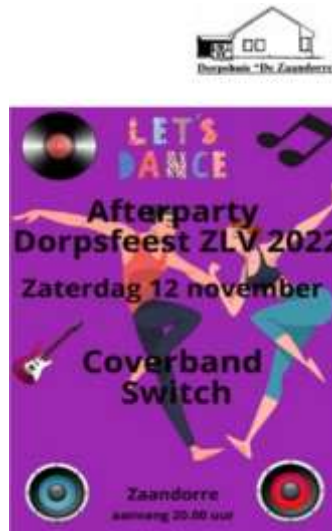 Dorpshuis "De Zaandorre"
LET'S
DANCE
Afterparty
Dorpsfeest ZLV 2022
Zaterdag 12 november
Coverband
Switch
Zaandorre
aanvang 20.00 uur